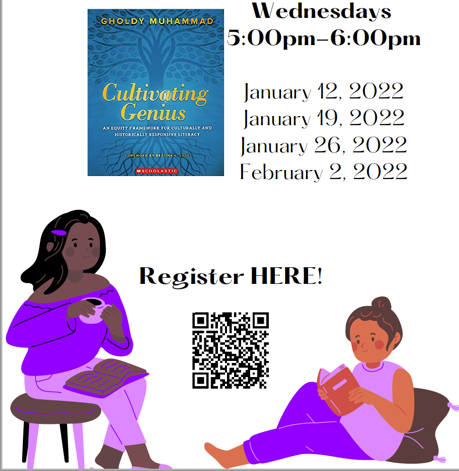 Wednesdays
5:00pm–6:00pm
GHOLDY MUHAMMAD
Cultivating
Genius
AN EQUITY FRAMEWORK FOR CULTURALLY AND
HISTORICALLY RESPONSIVE LITERACY
SCHOLASTIC
January 12, 2022
January 19, 2022
January 26, 2022
February 2, 2022
Register HERE!